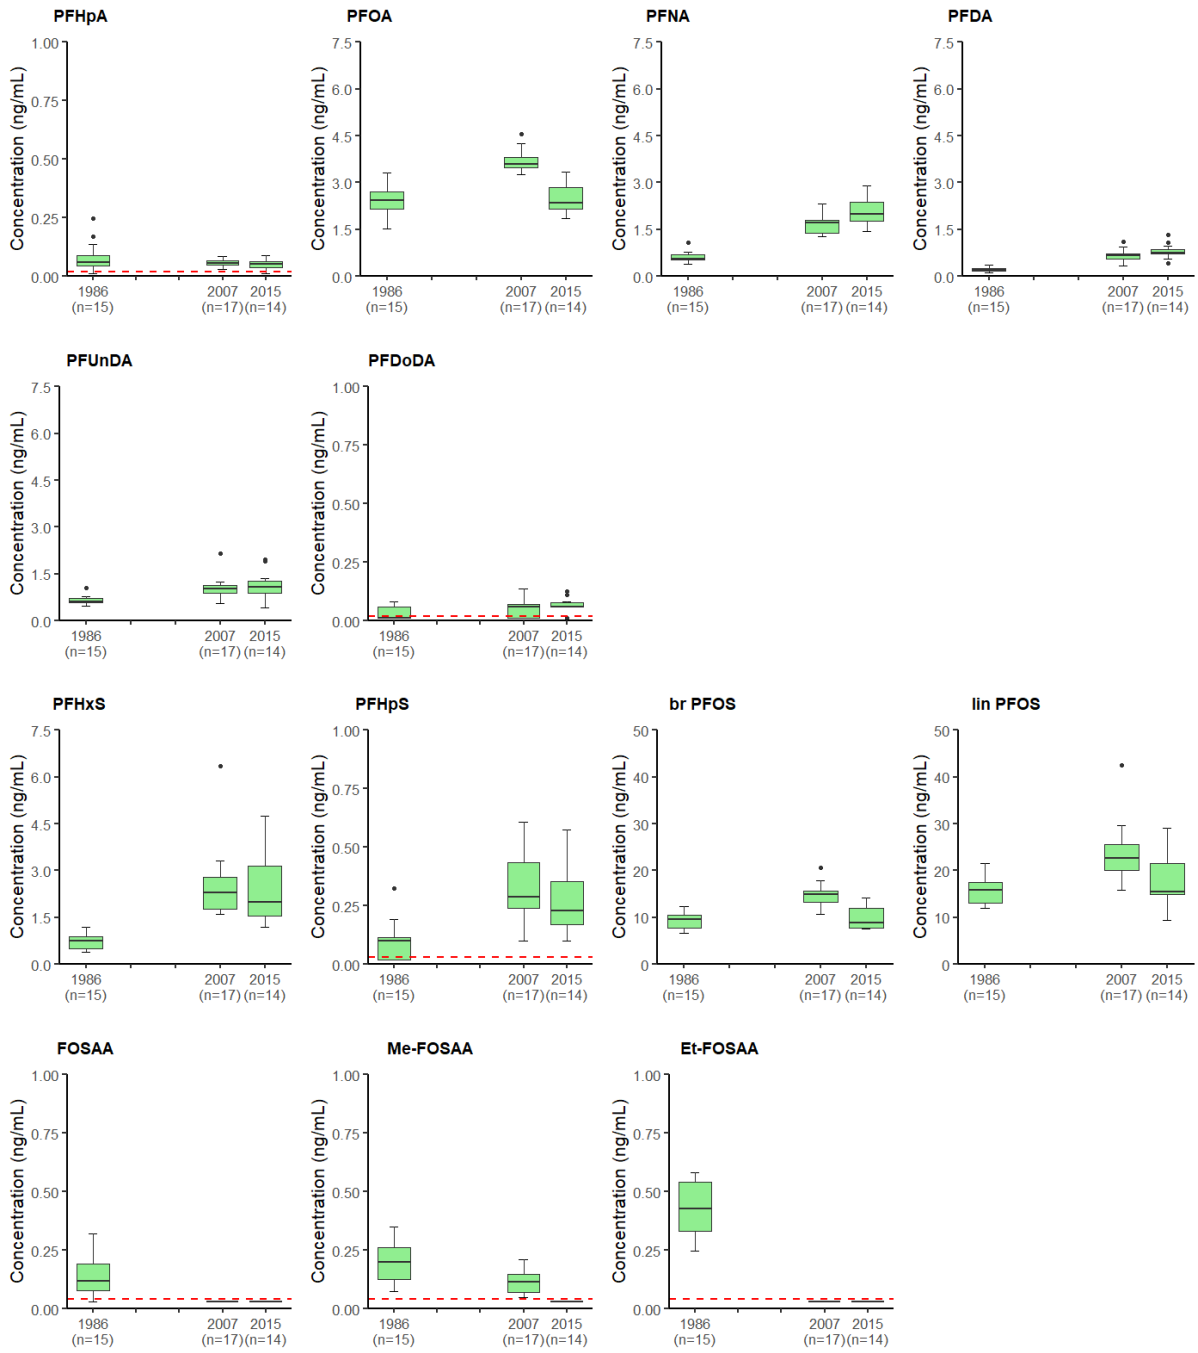 PFHpA
Concentration (ng/mL)
1.00
0.75
0.50
0.25
0.00
1986
(n=15)
2007
(n=17)
2015
(n=14)
PFOA
Concentration (ng/mL)
7.5
6.0
4.5
3.0
1.5
0.0
1986
(n=15)
2007
(n=17)
2015
(n=14)
PFNA
Concentration (ng/mL)
7.5
6.0
4.5
3.0
1.5
0.0
1986
(n=15)
2007
(n=17)
2015
(n=14)
PFDA
Concentration (ng/mL)
7.5
6.0
4.5
3.0
1.5
0.0
1986
(n=15)
2007
(n=17)
2015
(n=14)
PFUnDA
Concentration (ng/mL)
7.5
6.0
4.5
3.0
1.5
0.0
1986
(n=15)
2007
(n=17)
2015
(n=14)
PFDoDA
Concentration (ng/mL)
1.00
0.75
0.50
0.25
0.00
1986
(n=15)
2007
(n=17)
2015
(n=14)
PFHxS
Concentration (ng/mL)
7.5
6.0
4.5
3.0
1.5
0.0
1986
(n=15)
2007
(n=17)
2015
(n=14)
PFHpS
Concentration (ng/mL)
1.00
0.75
0.50
0.25
0.00
1986
(n=15)
2007
(n=17)
2015
(n=14)
br PFOS
Concentration (ng/mL)
50
40
30
20
10
0
1986
(n=15)
2007
(n=17)
2015
(n=14)
lin PFOS
Concentration (ng/mL)
50
40
30
20
10
0
1986
(n=15)
2007
(n=17)
2015
(n=14)
FOSAA
Concentration (ng/mL)
1.00
0.75
0.50
0.25
0.00
1986
(n=15)
2007
(n=17)
2015
(n=14)
Me-FOSAA
Concentration (ng/mL)
1.00
0.75
0.50
0.25
0.00
1986
(n=15)
2007
(n=17)
2015
(n=14)
Et-FOSAA
Concentration (ng/mL)
1.00
0.75
0.50
0.25
0.00
1986
(n=15)
2007
(n=17)
2015
(n=14)